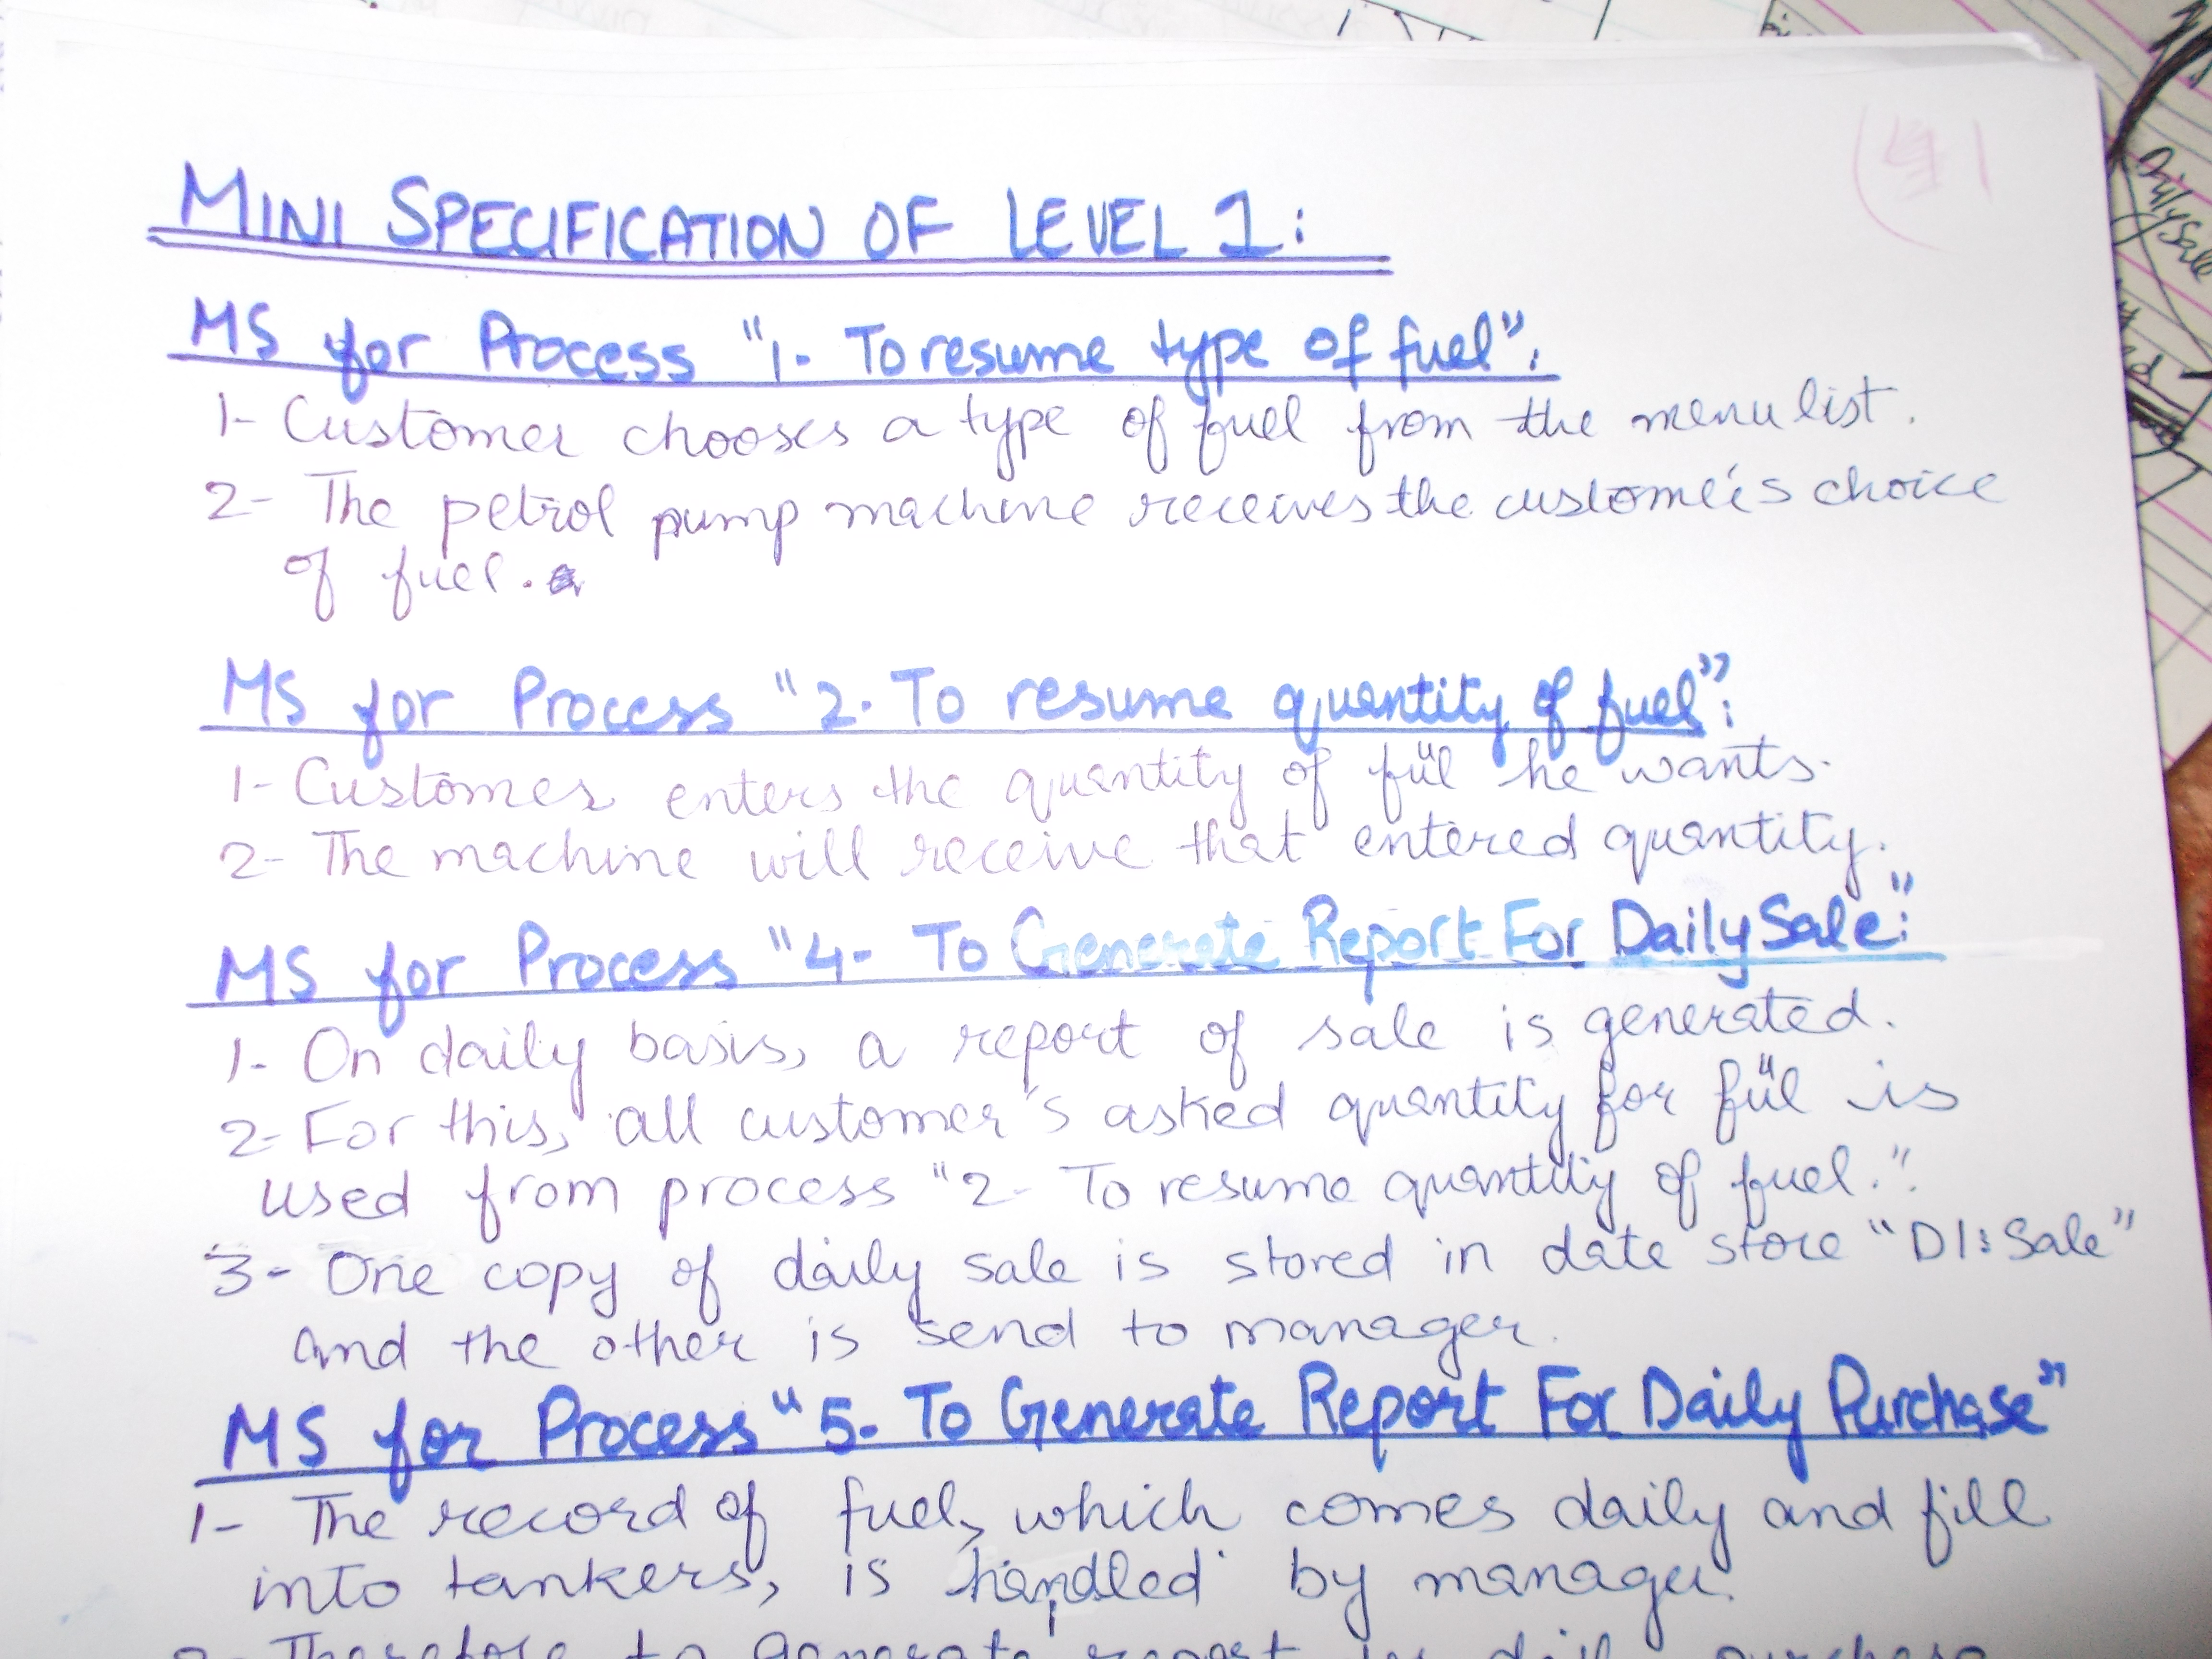 MINI SPECIFICATION OF LEVEL 1:
MS for Process "1- To resume type of fuel":
1- Customer chooses a type of fuel from the menu list.
2- The petrol pump machine receives the customer's choice
of fuel.
MS for Process "2- To resume quantity of fuel":
1- Customer enters the quantity of fuel he wants.
2- The machine will receive that entered quantity.
MS for Process "4- To Generate Report For Daily Sale":
1- On daily basis, a report of sale is generated.
2- For this, all customer's asked quantity for fuel is
used from process "2- To resume quantity of fuel."
3- One copy of daily sale is stored in date store "D1: Sale"
and the other is send to manager.
MS for Process "5- To Generate Report For Daily Purchase"
1- The record of fuel, which comes daily and fill
into tankers, is handled by manager.
2- Therefore to generate report
Daily Sale